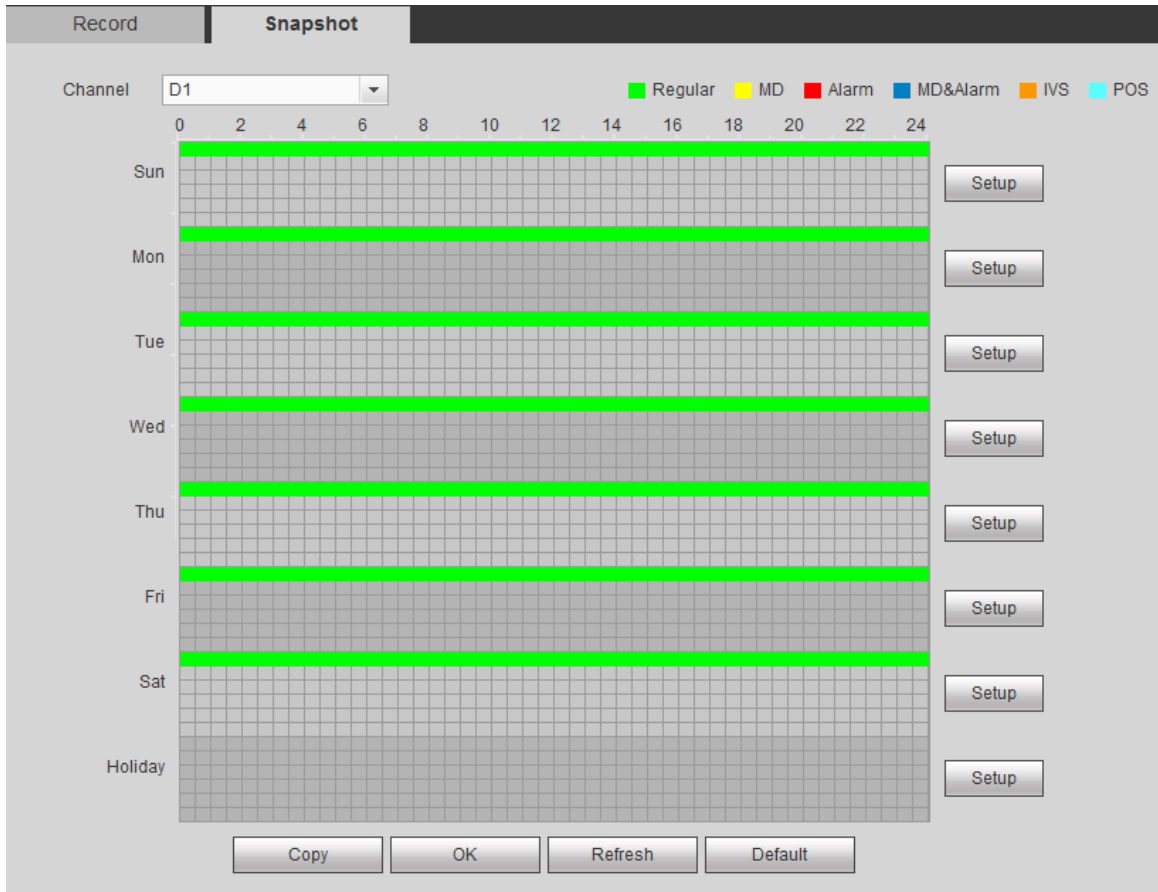 Record Snapshot
Channel D1 Regular MD Alarm MD&Alarm IVS POS
0 2 4 6 8 10 12 14 16 18 20 22 24
Sun Setup
Mon Setup
Tue Setup
Wed Setup
Thu Setup
Fri Setup
Sat Setup
Holiday Setup
Copy OK Refresh Default